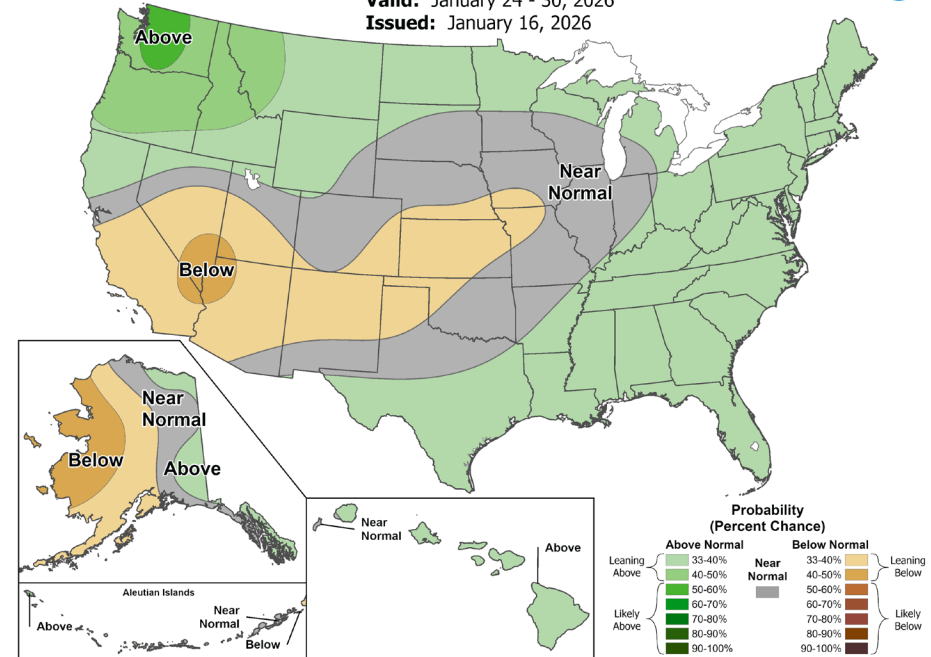 Valid: January 24 - 30, 2026
Issued: January 16, 2026
Above
Near
Normal
Below
Near
Normal
Below
Above
Near
Normal
Above
Aleutian Islands
Near
Normal
Above
Below
Probability
(Percent Chance)
Above Normal
Below Normal
Leaning
Above
33-40%
40-50%
50-60%
60-70%
70-80%
80-90%
90-100%
Likely
Above
Near
Normal
33-40%
40-50%
50-60%
60-70%
70-80%
80-90%
90-100%
Leaning
Below
Likely
Below